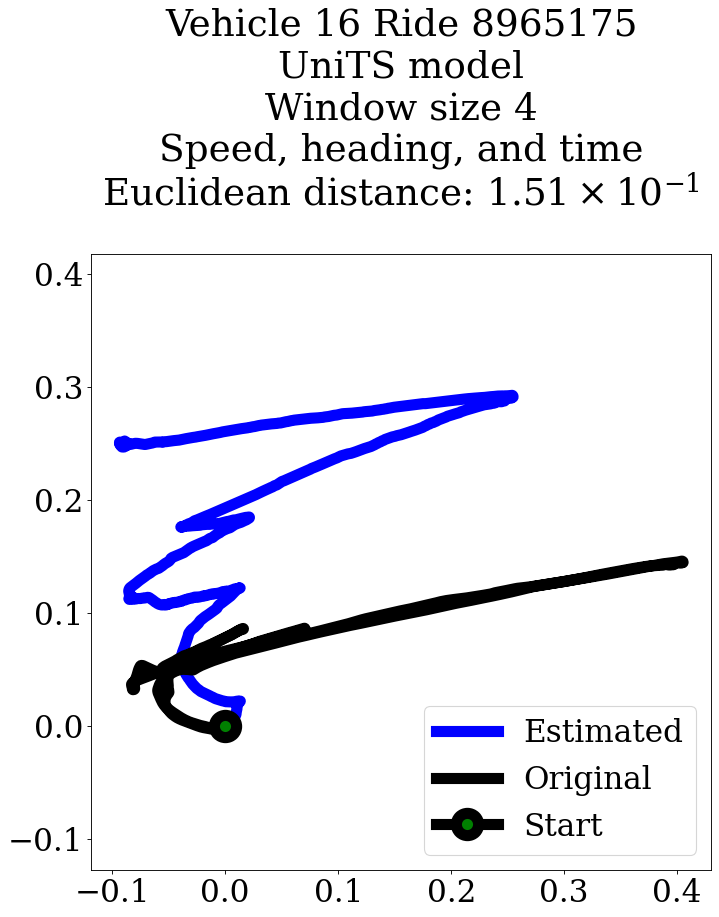 Vehicle 16 Ride 8965175
UniTS model
Window size 4
Speed, heading, and time
Euclidean distance: 1.51 × 10⁻¹
0.4
0.3
0.2
0.1
0.0
−0.1
Estimated
Original
Start
−0.1 0.0 0.1 0.2 0.3 0.4